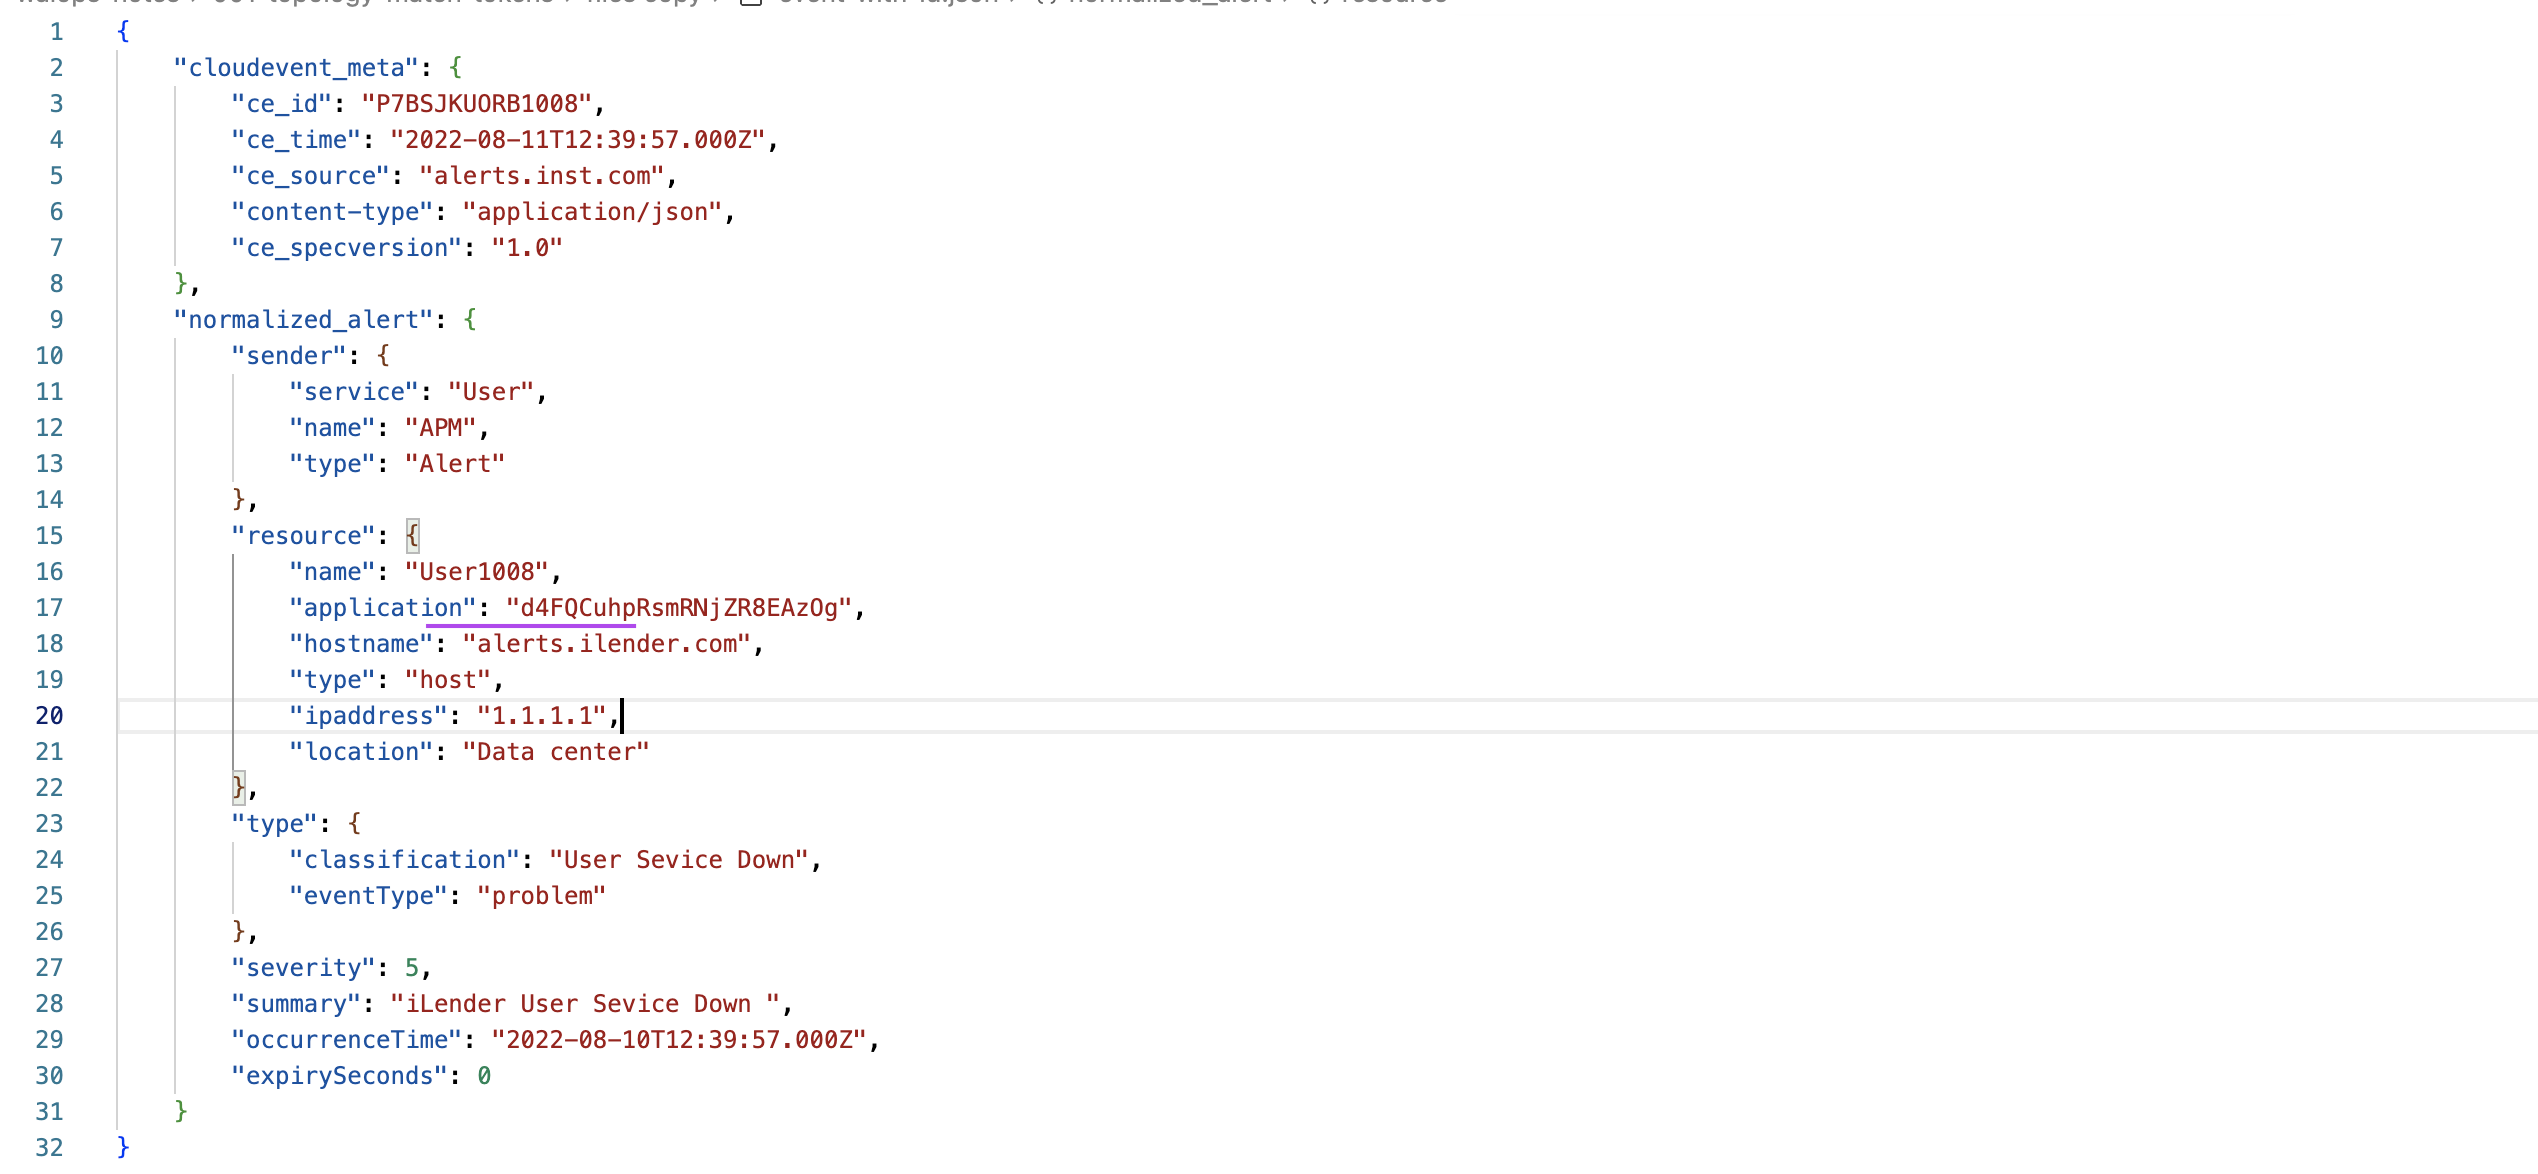 1 {
2 "cloudevent_meta": {
3 "ce_id": "P7BSJKUORB1008",
4 "ce_time": "2022-08-11T12:39:57.000Z",
5 "ce_source": "alerts.inst.com",
6 "content-type": "application/json",
7 "ce_specversion": "1.0"
8 },
9 "normalized_alert": {
10 "sender": {
11 "service": "User",
12 "name": "APM",
13 "type": "Alert"
14 },
15 "resource": {
16 "name": "User1008",
17 "application": "d4FQCuhpRsmRNjZR8EAzOg",
18 "hostname": "alerts.ilender.com",
19 "type": "host",
20 "ipaddress": "1.1.1.1",
21 "location": "Data center"
22 },
23 "type": {
24 "classification": "User Sevice Down",
25 "eventType": "problem"
26 },
27 "severity": 5,
28 "summary": "iLender User Sevice Down ",
29 "occurrenceTime": "2022-08-10T12:39:57.000Z",
30 "expirySeconds": 0
31 }
32 }